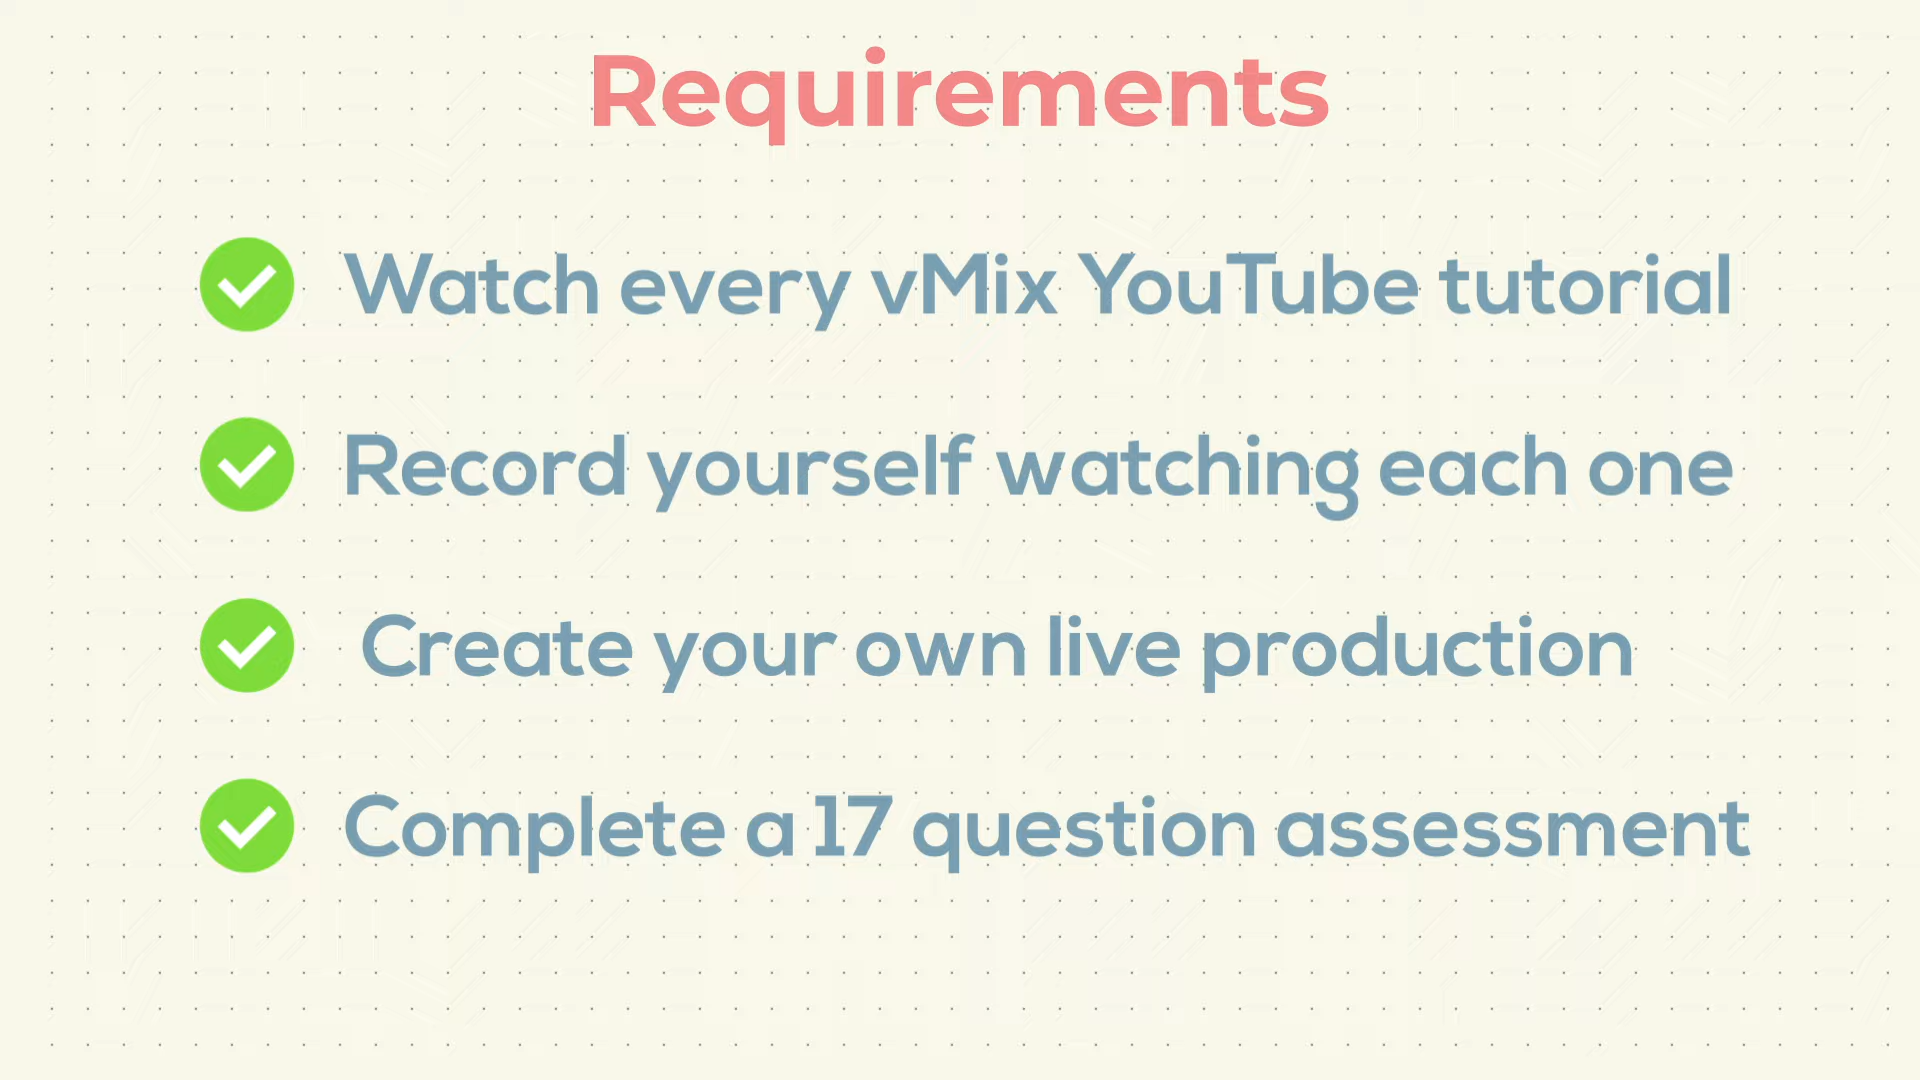 Requirements
Watch every vMix YouTube tutorial
Record yourself watching each one
Create your own live production
Complete a 17 question assessment